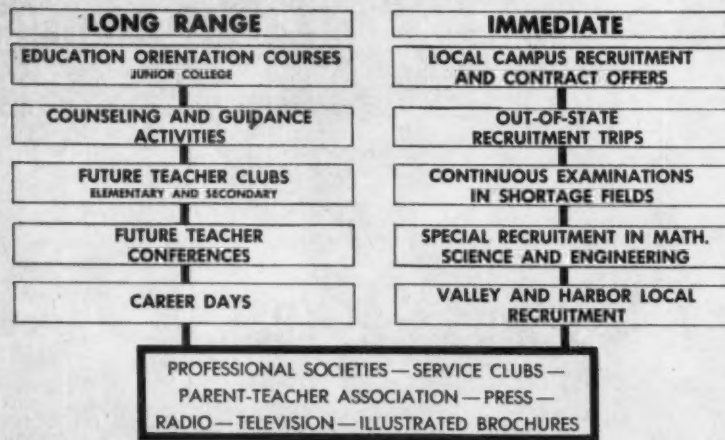 LONG RANGE
EDUCATION ORIENTATION COURSES
JUNIOR COLLEGE
COUNSELING AND GUIDANCE
ACTIVITIES
FUTURE TEACHER CLUBS
ELEMENTARY AND SECONDARY
FUTURE TEACHER
CONFERENCES
CAREER DAYS
IMMEDIATE
LOCAL CAMPUS RECRUITMENT
AND CONTRACT OFFERS
OUT-OF-STATE
RECRUITMENT TRIPS
CONTINUOUS EXAMINATIONS
IN SHORTAGE FIELDS
SPECIAL RECRUITMENT IN MATH.
SCIENCE AND ENGINEERING
VALLEY AND HARBOR LOCAL
RECRUITMENT
PROFESSIONAL SOCIETIES — SERVICE CLUBS —
PARENT-TEACHER ASSOCIATION — PRESS —
RADIO — TELEVISION — ILLUSTRATED BROCHURES